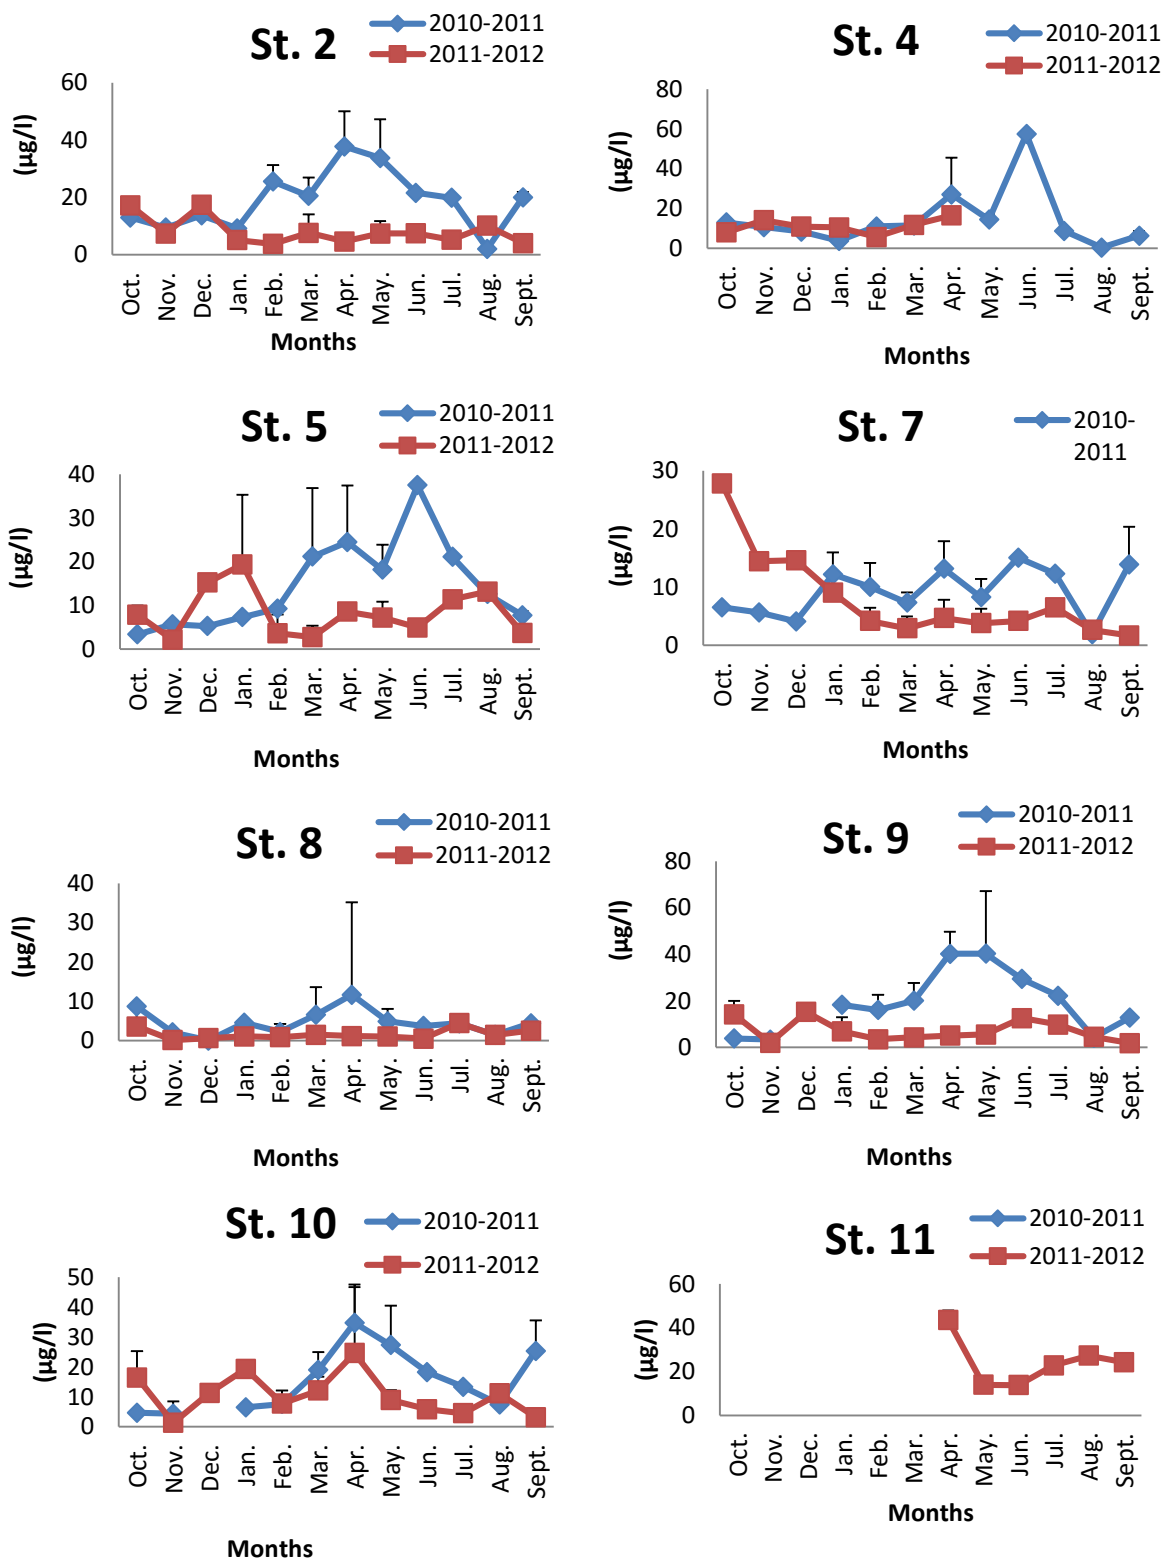 St. 2
2010-2011
2011-2012
(µg/l)
60
40
20
0
Oct.
Nov.
Dec.
Jan.
Feb.
Mar.
Apr.
May.
Jun.
Jul.
Aug.
Sept.
Months
St. 4
2010-2011
2011-2012
(µg/l)
80
60
40
20
0
Oct.
Nov.
Dec.
Jan.
Feb.
Mar.
Apr.
May.
Jun.
Jul.
Aug.
Sept.
Months
St. 5
2010-2011
2011-2012
(µg/l)
40
30
20
10
0
Oct.
Nov.
Dec.
Jan.
Feb.
Mar.
Apr.
May.
Jun.
Jul.
Aug.
Sept.
Months
St. 7
2010-
2011
(µg/l)
30
20
10
0
Oct.
Nov.
Dec.
Jan.
Feb.
Mar.
Apr.
May.
Jun.
Jul.
Aug.
Sept.
Months
St. 8
2010-2011
2011-2012
(µg/l)
40
30
20
10
0
Oct.
Nov.
Dec.
Jan.
Feb.
Mar.
Apr.
May.
Jun.
Jul.
Aug.
Sept.
Months
St. 9
2010-2011
2011-2012
(µg/l)
80
60
40
20
0
Oct.
Nov.
Dec.
Jan.
Feb.
Mar.
Apr.
May.
Jun.
Jul.
Aug.
Sept.
Months
St. 10
2010-2011
2011-2012
(µg/l)
50
40
30
20
10
0
Oct.
Nov.
Dec.
Jan.
Feb.
Mar.
Apr.
May.
Jun.
Jul.
Aug.
Sept.
Months
St. 11
2010-2011
2011-2012
(µg/l)
60
40
20
0
Oct.
Nov.
Dec.
Jan.
Feb.
Mar.
Apr.
May.
Jun.
Jul.
Aug.
Sept.
Months